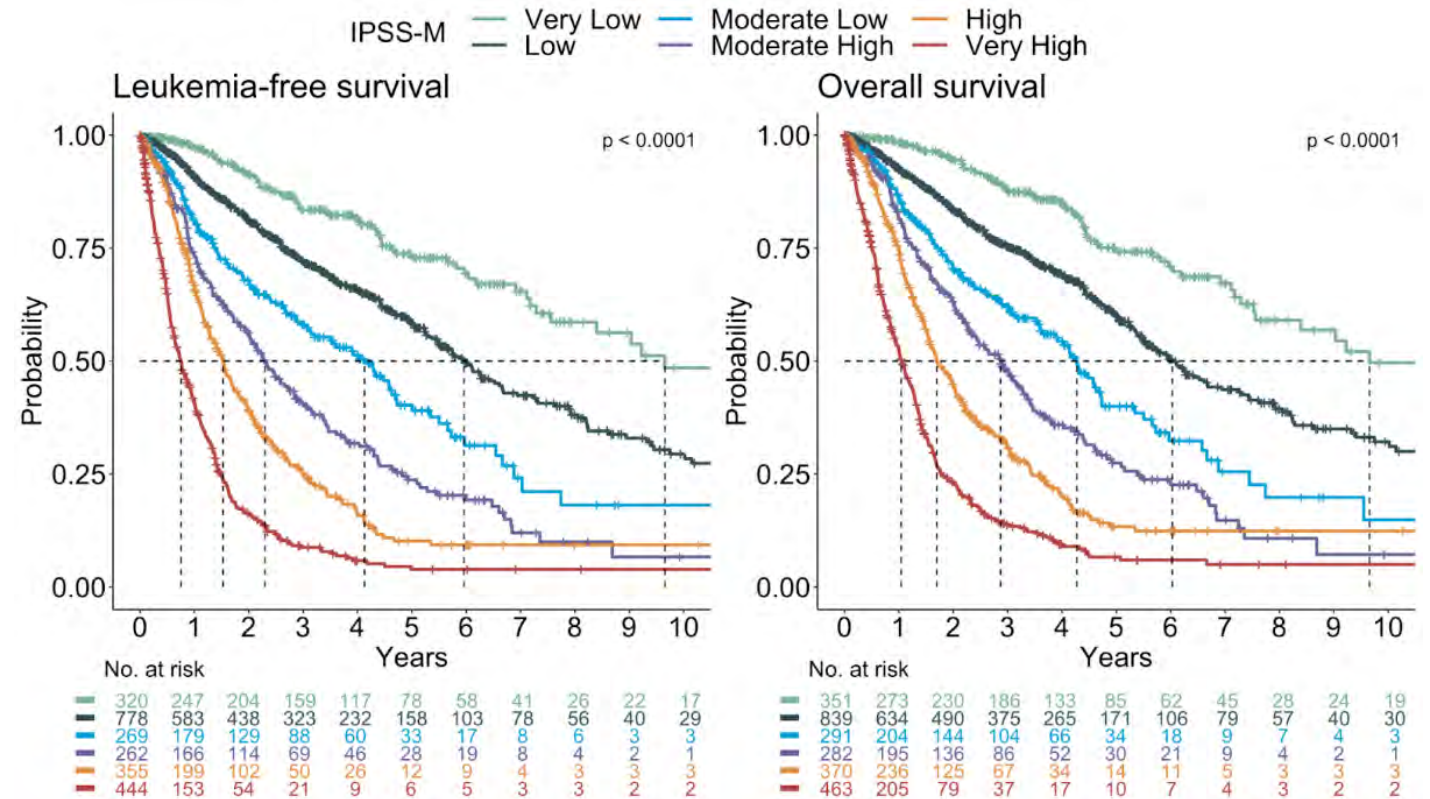 IPSS-M
Very Low
Moderate Low
High
Low
Moderate High
Very High
Leukemia-free survival
p < 0.0001
Probability
1.00
0.75
0.50
0.25
0.00
0 1 2 3 4 5 6 7 8 9 10
Years
No. at risk
320 247 204 159 117 78 58 41 26 22 17
778 583 438 323 232 158 103 78 56 40 29
269 179 129 88 60 33 17 8 6 3 3
262 166 114 69 46 28 19 8 4 2 1
355 199 102 50 26 12 9 4 3 3 3
444 153 54 21 9 6 5 3 3 2 2
Overall survival
p < 0.0001
Probability
1.00
0.75
0.50
0.25
0.00
0 1 2 3 4 5 6 7 8 9 10
Years
No. at risk
351 273 230 186 133 85 62 45 28 24 19
839 634 490 375 265 171 106 79 57 40 30
291 204 144 104 66 34 18 9 7 4 3
282 195 136 86 52 30 21 9 4 2 1
370 236 125 67 34 14 11 5 3 3 3
463 205 79 37 17 10 7 4 3 2 2